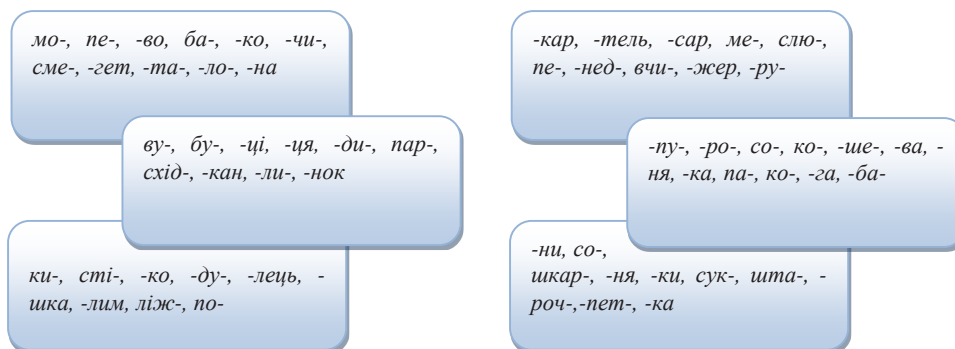 мо-, пе-, -во, ба-, -ко, -чи-,
сме-, -гет, -та-, -ло-, -на
ву-, бу-, -ці, -ця, -ди-, пар-,
схід-, -кан, -ли-, -нок
ки-, сті-, -ко, -ду-, -лець, -
шка, -лим, ліж-, по-
-кар, -тель, -сар, ме-, слю-,
пе-, -нед-, вчи-, -жер, -ру-
-пу-, -ро-, со-, ко-, -ше-, -ва, -
ня, -ка, па-, ко-, -га, -ба-
-ни, со-,
шкар-, -ня, -ки, сук-, шта-, -
роч-,-пет-, -ка